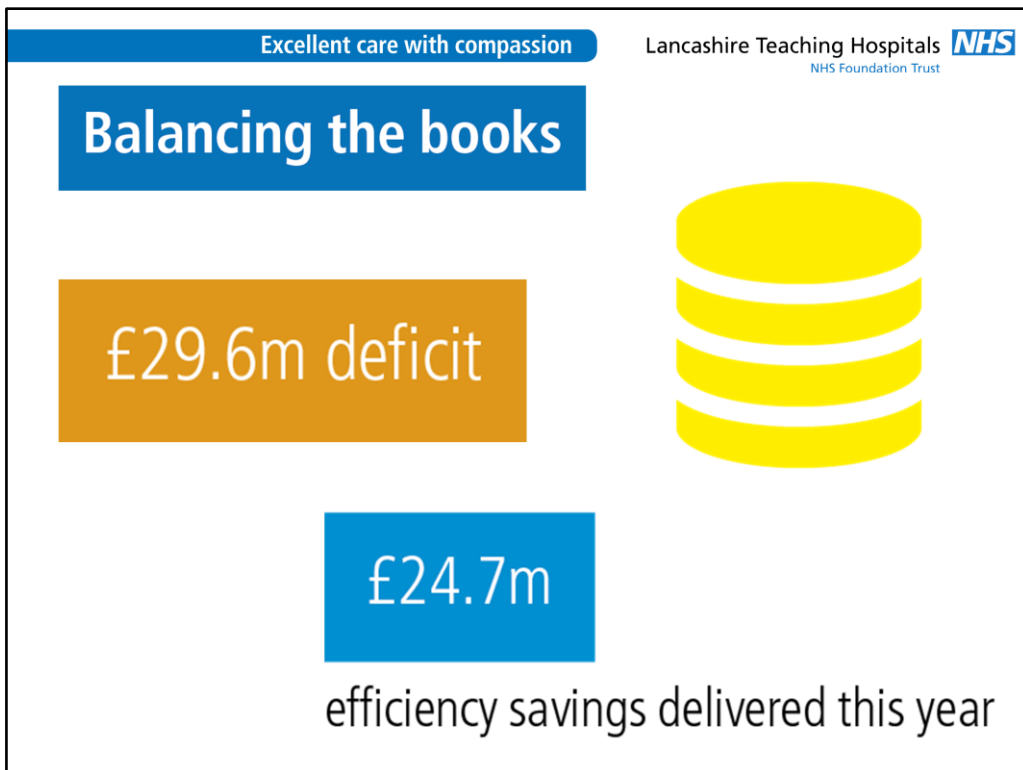 Excellent care with compassion
Lancashire Teaching Hospitals NHS
NHS Foundation Trust
Balancing the books
£29.6m deficit
£24.7m
efficiency savings delivered this year